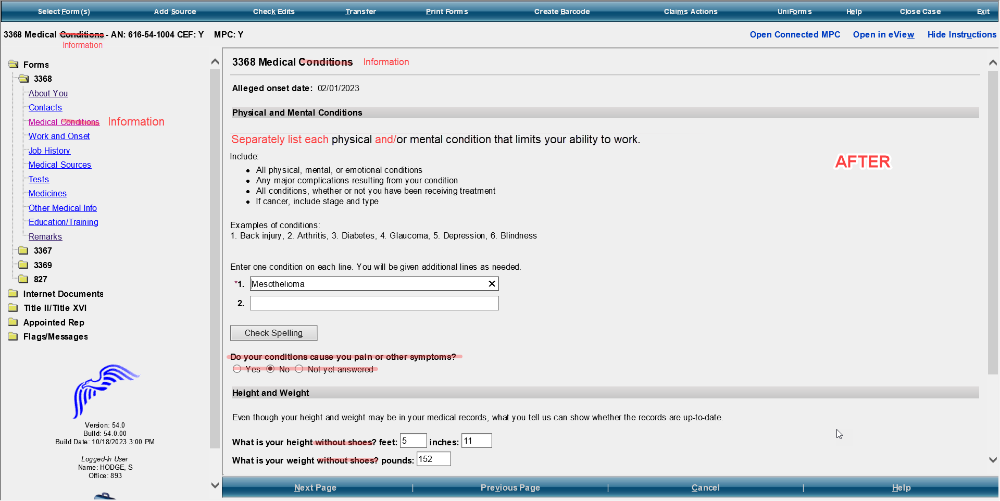 Select Form(s) Add Source Check Edits Transfer Print Forms Create Barcode Claims Actions UniForms Help Close Case Exit
3368 Medical Conditions - AN: 616-54-1004 CEF: Y MPC: Y Open Connected MPC Open in eView Hide Instructions
Information
Forms
3368
About You
Contacts
Medical Conditions Information
Work and Onset
Job History
Medical Sources
Tests
Medicines
Other Medical Info
Education/Training
Remarks
3367
3369
827
Internet Documents
Title II/Title XVI
Appointed Rep
Flags/Messages
Version: 54.0
Build: 54.0.00
Build Date: 10/18/2023 3:00 PM
Logged-In User
Name: HODGE, S
Office: 893
3368 Medical Conditions Information
Alleged onset date: 02/01/2023
Physical and Mental Conditions
Separately list each physical and/or mental condition that limits your ability to work.
Include:
AFTER
• All physical, mental, or emotional conditions
• Any major complications resulting from your condition
• All conditions, whether or not you have been receiving treatment
• If cancer, include stage and type
Examples of conditions:
1. Back injury, 2. Arthritis, 3. Diabetes, 4. Glaucoma, 5. Depression, 6. Blindness
Enter one condition on each line. You will be given additional lines as needed.
*1. Mesothelioma
2.
Check Spelling
Do your conditions cause you pain or other symptoms?
Yes No Not yet answered
Height and Weight
Even though your height and weight may be in your medical records, what you tell us can show whether the records are up-to-date.
What is your height without shoes? feet: 5 inches: 11
What is your weight without shoes? pounds: 152
Next Page | Previous Page | Cancel | Help